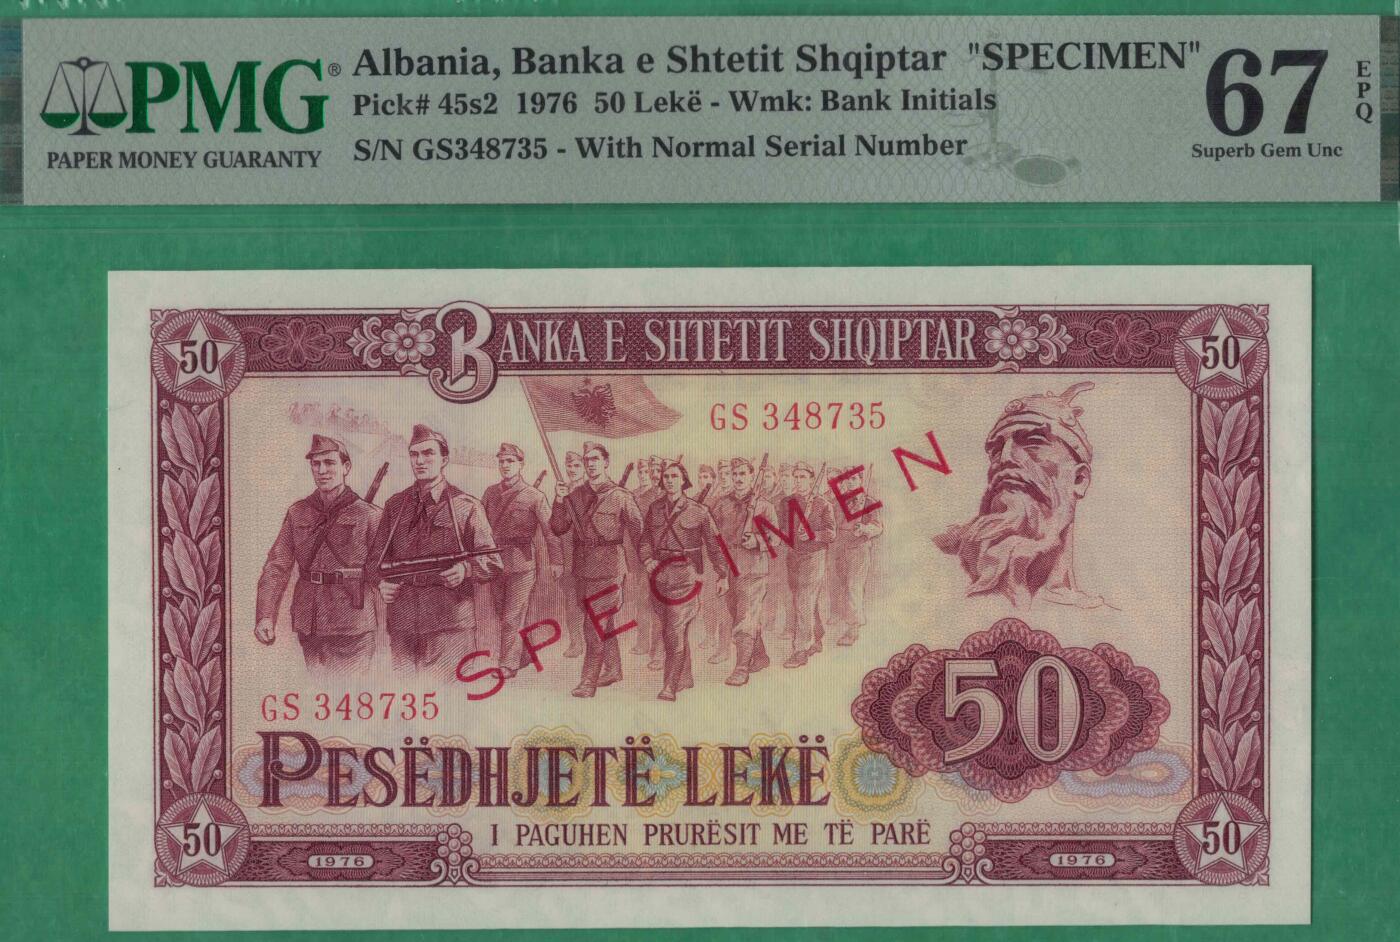 PMG®
PAPER MONEY GUARANTY
Albania, Banka e Shtetit Shqiptar "SPECIMEN"
Pick# 45s2 1976 50 Lekë - Wmk: Bank Initials
S/N GS348735 - With Normal Serial Number
67
EPQ
Superb Gem Unc
50
BANKA E SHTETIT SHQIPTAR
50
GS 348735
SPECIMEN
GS 348735
50
PESËDHJETË LEKË
I PAGUHEN PRURËSIT ME TË PARË
50
1976
1976
50